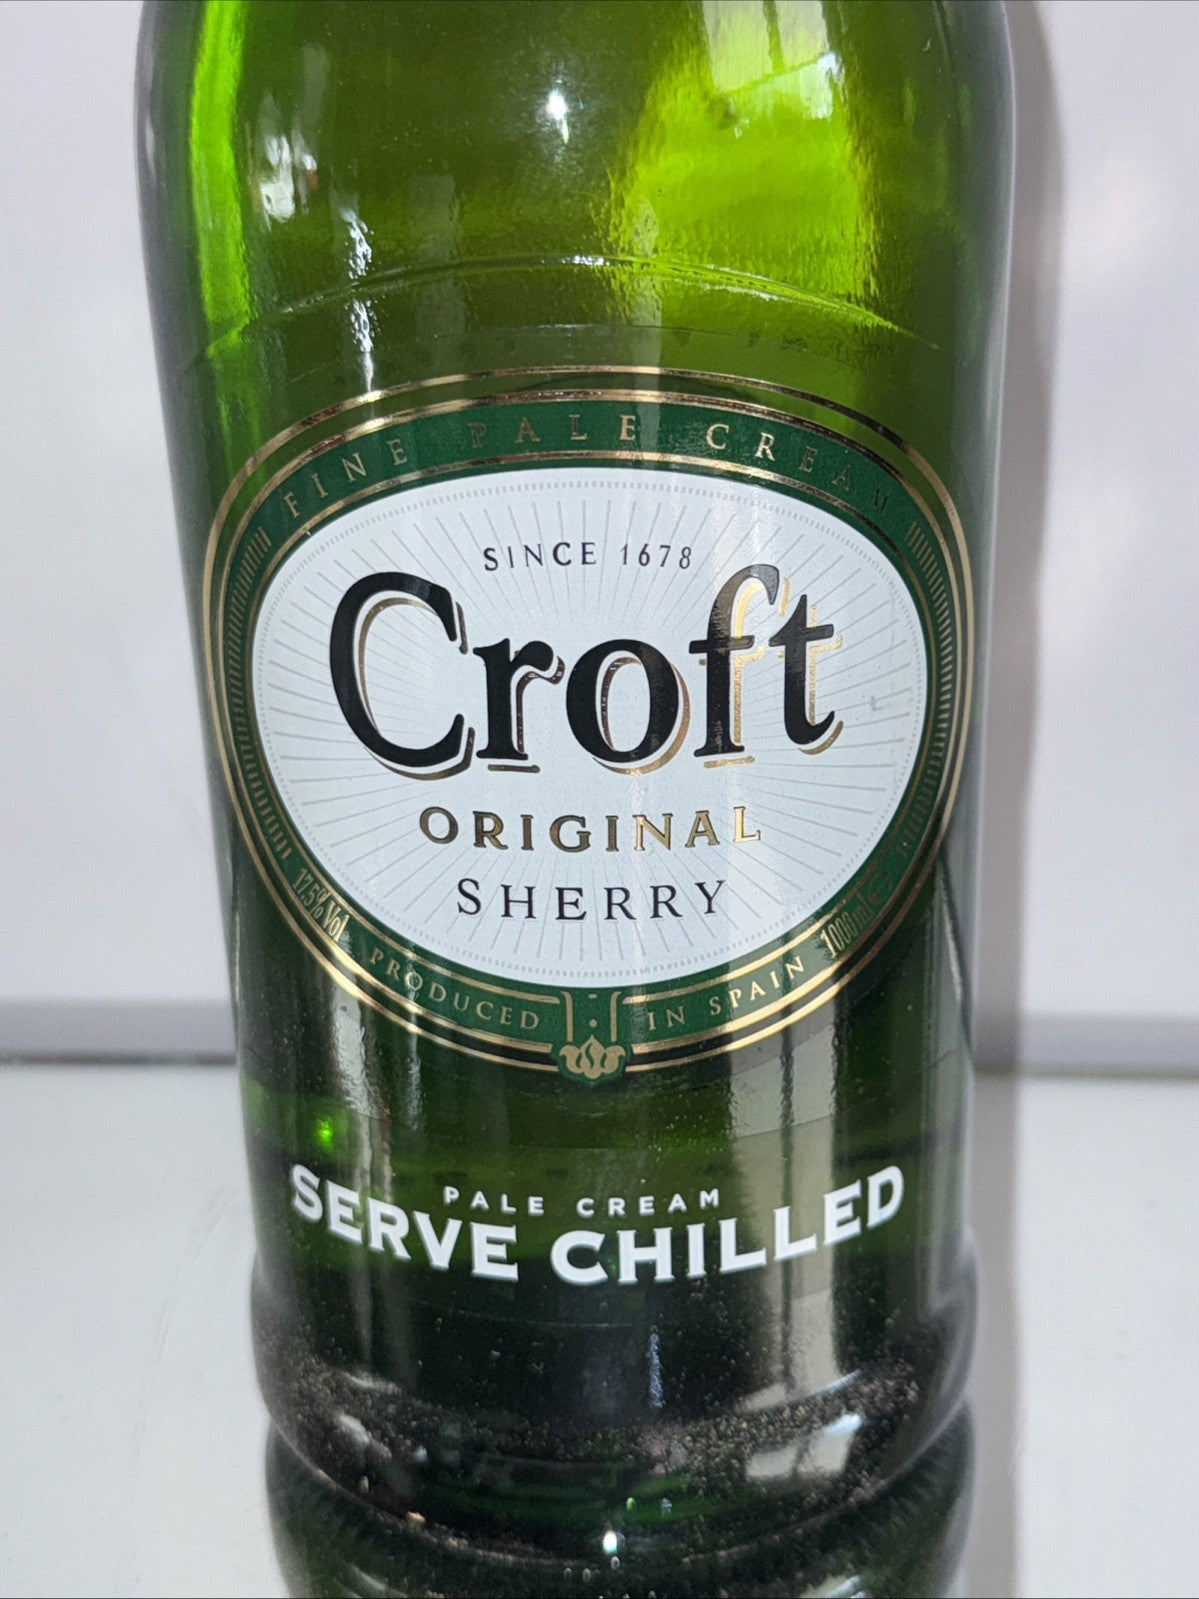 FINE PALE CREAM
SINCE 1678
Croft
ORIGINAL
SHERRY
17.5% Vol
PRODUCED IN SPAIN
1000ml e
PALE CREAM
SERVE CHILLED